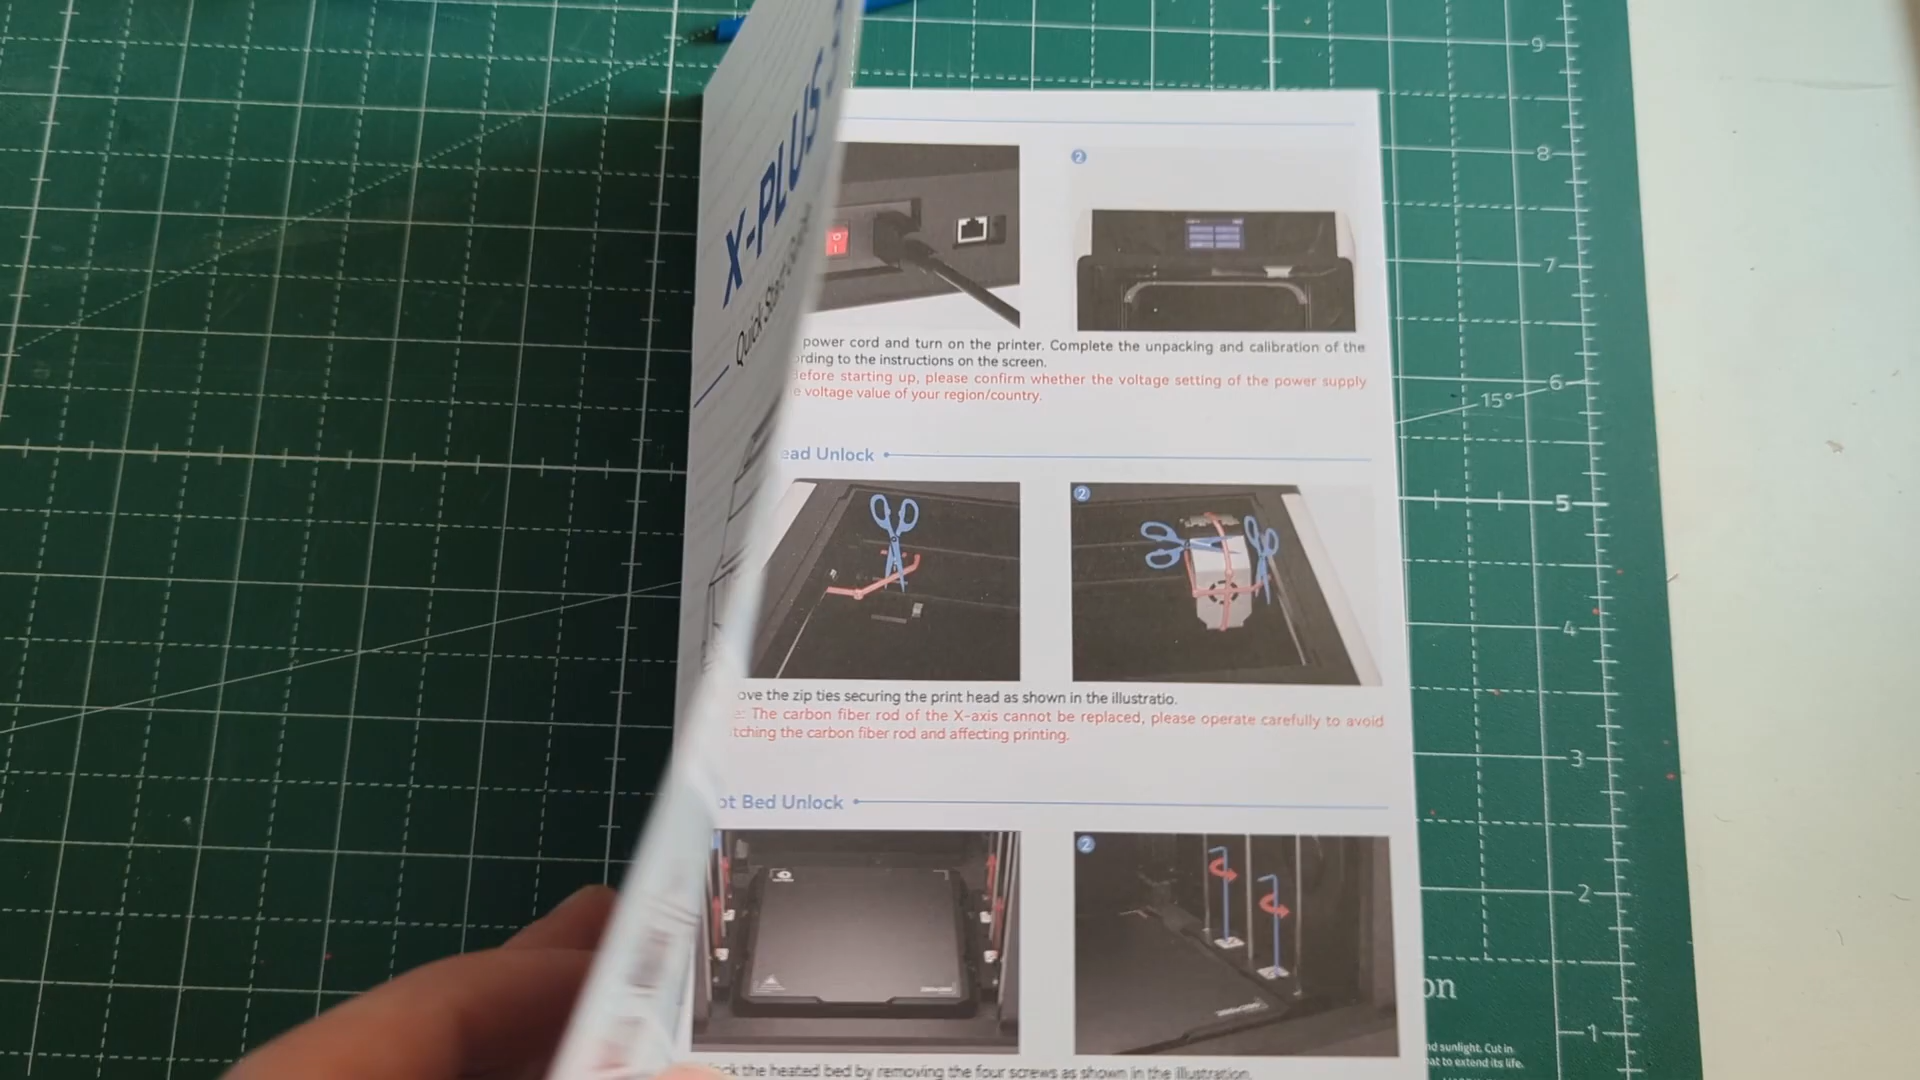 X-PLUS
Quick Start
2
power cord and turn on the printer. Complete the unpacking and calibration of the
rding to the instructions on the screen.
efore starting up, please confirm whether the voltage setting of the power supply
e voltage value of your region/country.
ead Unlock
2
ove the zip ties securing the print head as shown in the illustratio.
e: The carbon fiber rod of the X-axis cannot be replaced, please operate carefully to avoid
tching the carbon fiber rod and affecting printing.
ot Bed Unlock
2
ck the heated bed by removing the four screws as shown in the illustration.
9
8
7
6
15°
5
4
3
2
1
on
nd sunlight. Cut in
at to extend its life.